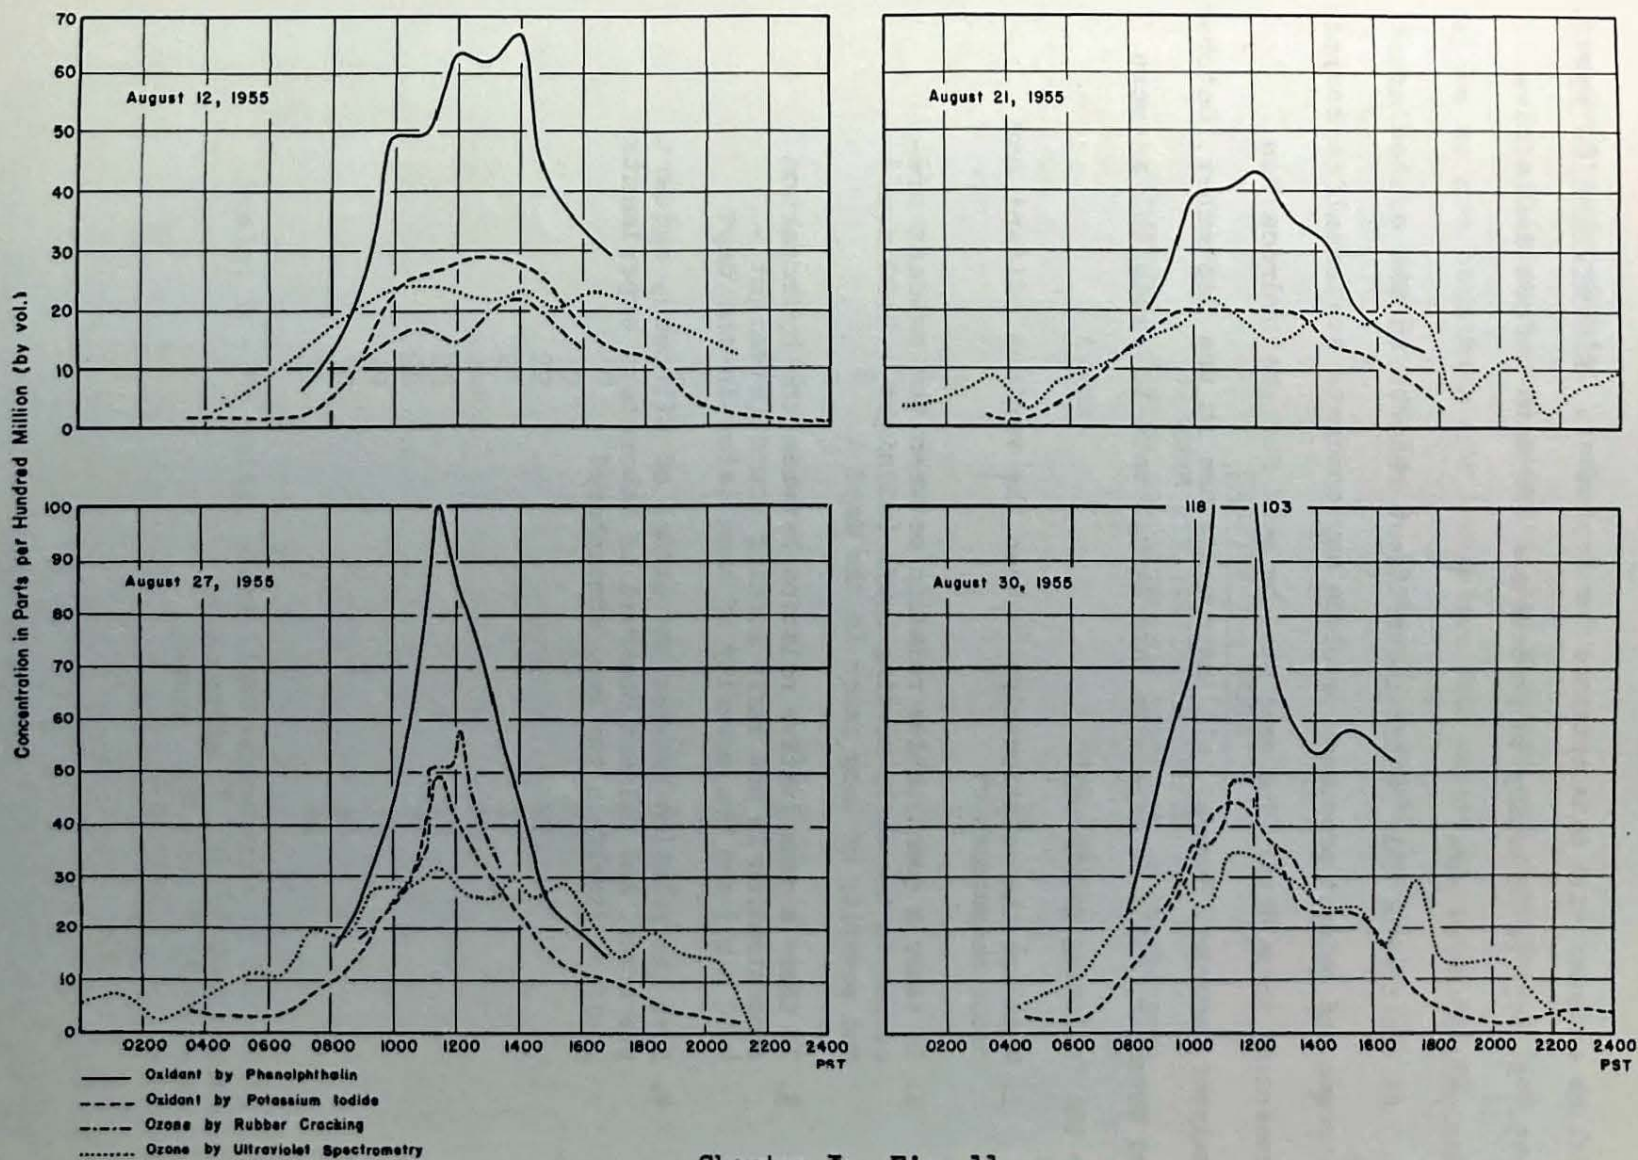 Concentration in Parts per Hundred Million (by vol.)
70
60
50
40
30
20
10
0
August 12, 1955
August 21, 1955
100
90
80
70
60
50
40
30
20
10
0
August 27, 1955
118 103
August 30, 1955
0200 0400 0600 0800 1000 1200 1400 1600 1800 2000 2200 2400
PST
0200 0400 0600 0800 1000 1200 1400 1600 1800 2000 2200 2400
PST
Oxidant by Phenolphthalin
Oxidant by Potassium Iodide
Ozone by Rubber Cracking
Ozone by Ultraviolet Spectrometry